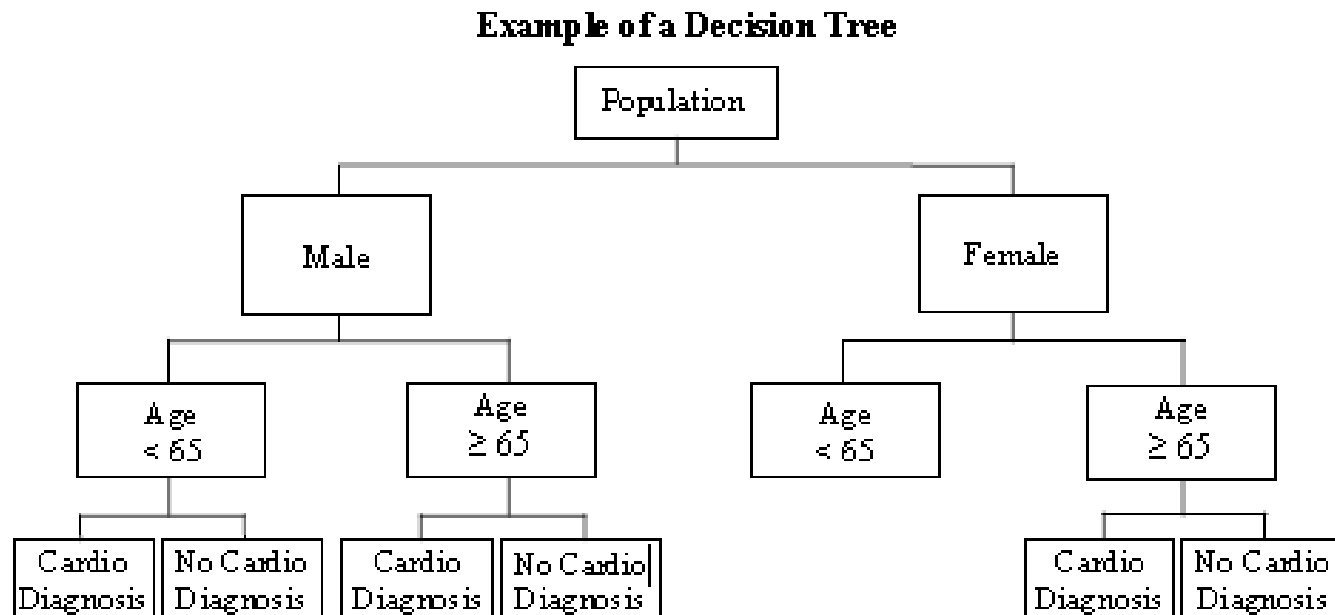 Example of a Decision Tree
Population
Male
Female
Age
< 65
Age
≥ 65
Age
< 65
Age
≥ 65
Cardio
Diagnosis
No Cardio
Diagnosis
Cardio
Diagnosis
No Cardio
Diagnosis
Cardio
Diagnosis
No Cardio
Diagnosis